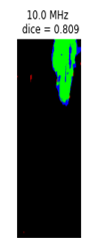 10.0 MHz
dice = 0.809